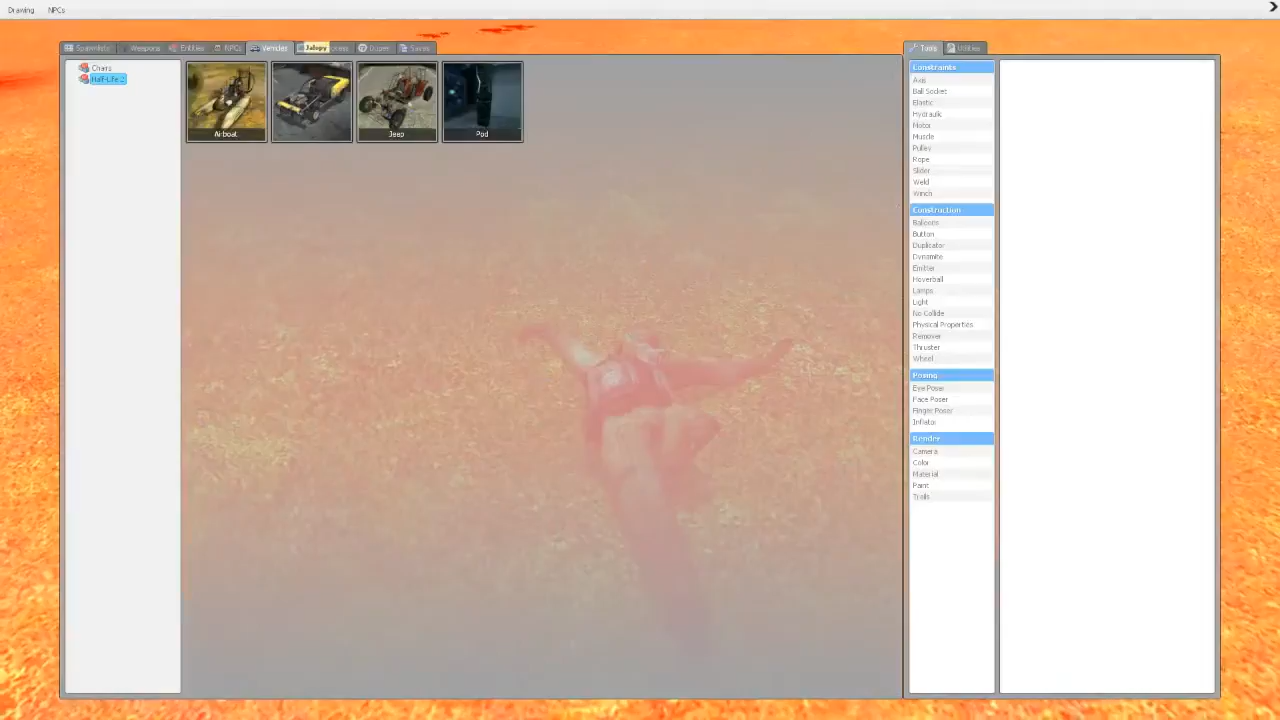 Drawing NPCs
Spawnlists Weapons Entities NPCs Vehicles Jalopy Dupes Saves
Tools Utilities
Chairs
Half-Life 2
Airboat
Jeep
Pod
Constraints
Axis
Ball Socket
Elastic
Hydraulic
Motor
Muscle
Pulley
Rope
Slider
Weld
Winch
Construction
Balloons
Button
Duplicator
Dynamite
Emitter
Hoverball
Lamps
Light
No Collide
Physical Properties
Remover
Thruster
Wheel
Posing
Eye Poser
Face Poser
Finger Poser
Inflator
Render
Camera
Color
Material
Paint
Trails